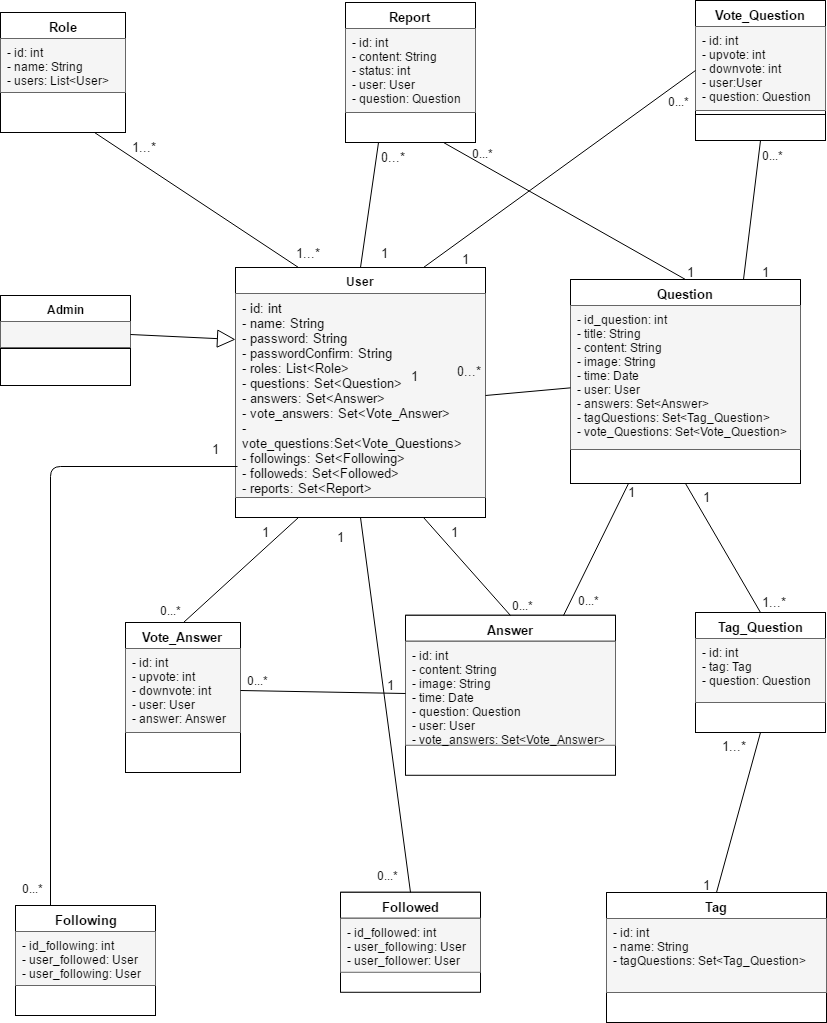 Role
- id: int
- name: String
- users: List<User>
1...*
Report
- id: int
- content: String
- status: int
- user: User
- question: Question
0...*
0...*
Vote_Question
- id: int
- upvote: int
- downvote: int
- user:User
- question: Question
0...*
0...*
1...*
1
1
1
1
Admin
User
- id: int
- name: String
- password: String
- passwordConfirm: String
- roles: List<Role>
- questions: Set<Question>
- answers: Set<Answer>
- vote_answers: Set<Vote_Answer>
-
vote_questions:Set<Vote_Questions>
- followings: Set<Following>
- followeds: Set<Followed>
- reports: Set<Report>
1
0...*
Question
- id_question: int
- title: String
- content: String
- image: String
- time: Date
- user: User
- answers: Set<Answer>
- tagQuestions: Set<Tag_Question>
- vote_Questions: Set<Vote_Question>
1
1
1
1
1
1
0...*
0...*
0...*
1...*
Vote_Answer
- id: int
- upvote: int
- downvote: int
- user: User
- answer: Answer
0...*
1
Answer
- id: int
- content: String
- image: String
- time: Date
- question: Question
- user: User
- vote_answers: Set<Vote_Answer>
Tag_Question
- id: int
- tag: Tag
- question: Question
1...*
0...*
0...*
1
Following
- id_following: int
- user_followed: User
- user_following: User
Followed
- id_followed: int
- user_following: User
- user_follower: User
Tag
- id: int
- name: String
- tagQuestions: Set<Tag_Question>